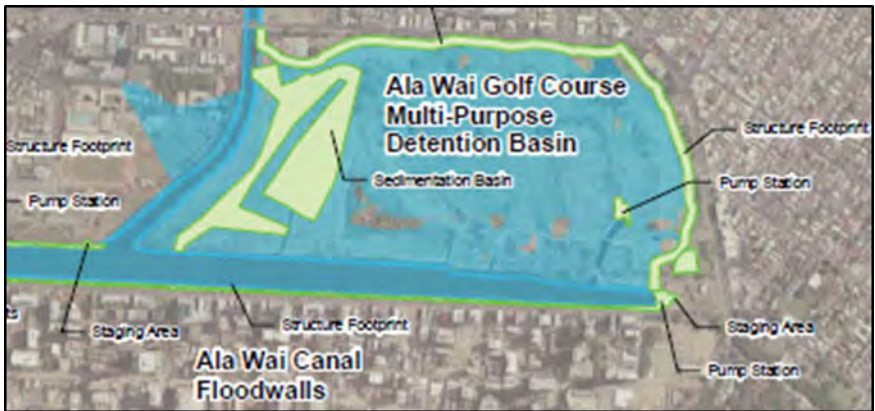 Ala Wai Golf Course
Multi-Purpose
Detention Basin
Structure Footprint
Structure Footprint
Sedimentation Basin
Pump Station
Pump Station
ts
Staging Area
Structure Footprint
Staging Area
Ala Wai Canal
Floodwalls
Pump Station